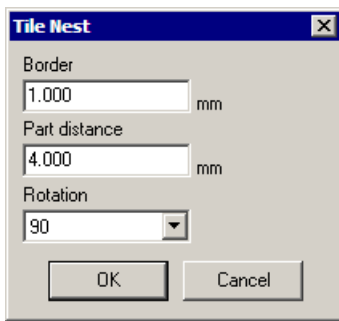 Tile Nest
Border
1.000 mm
Part distance
4.000 mm
Rotation
90
OK Cancel